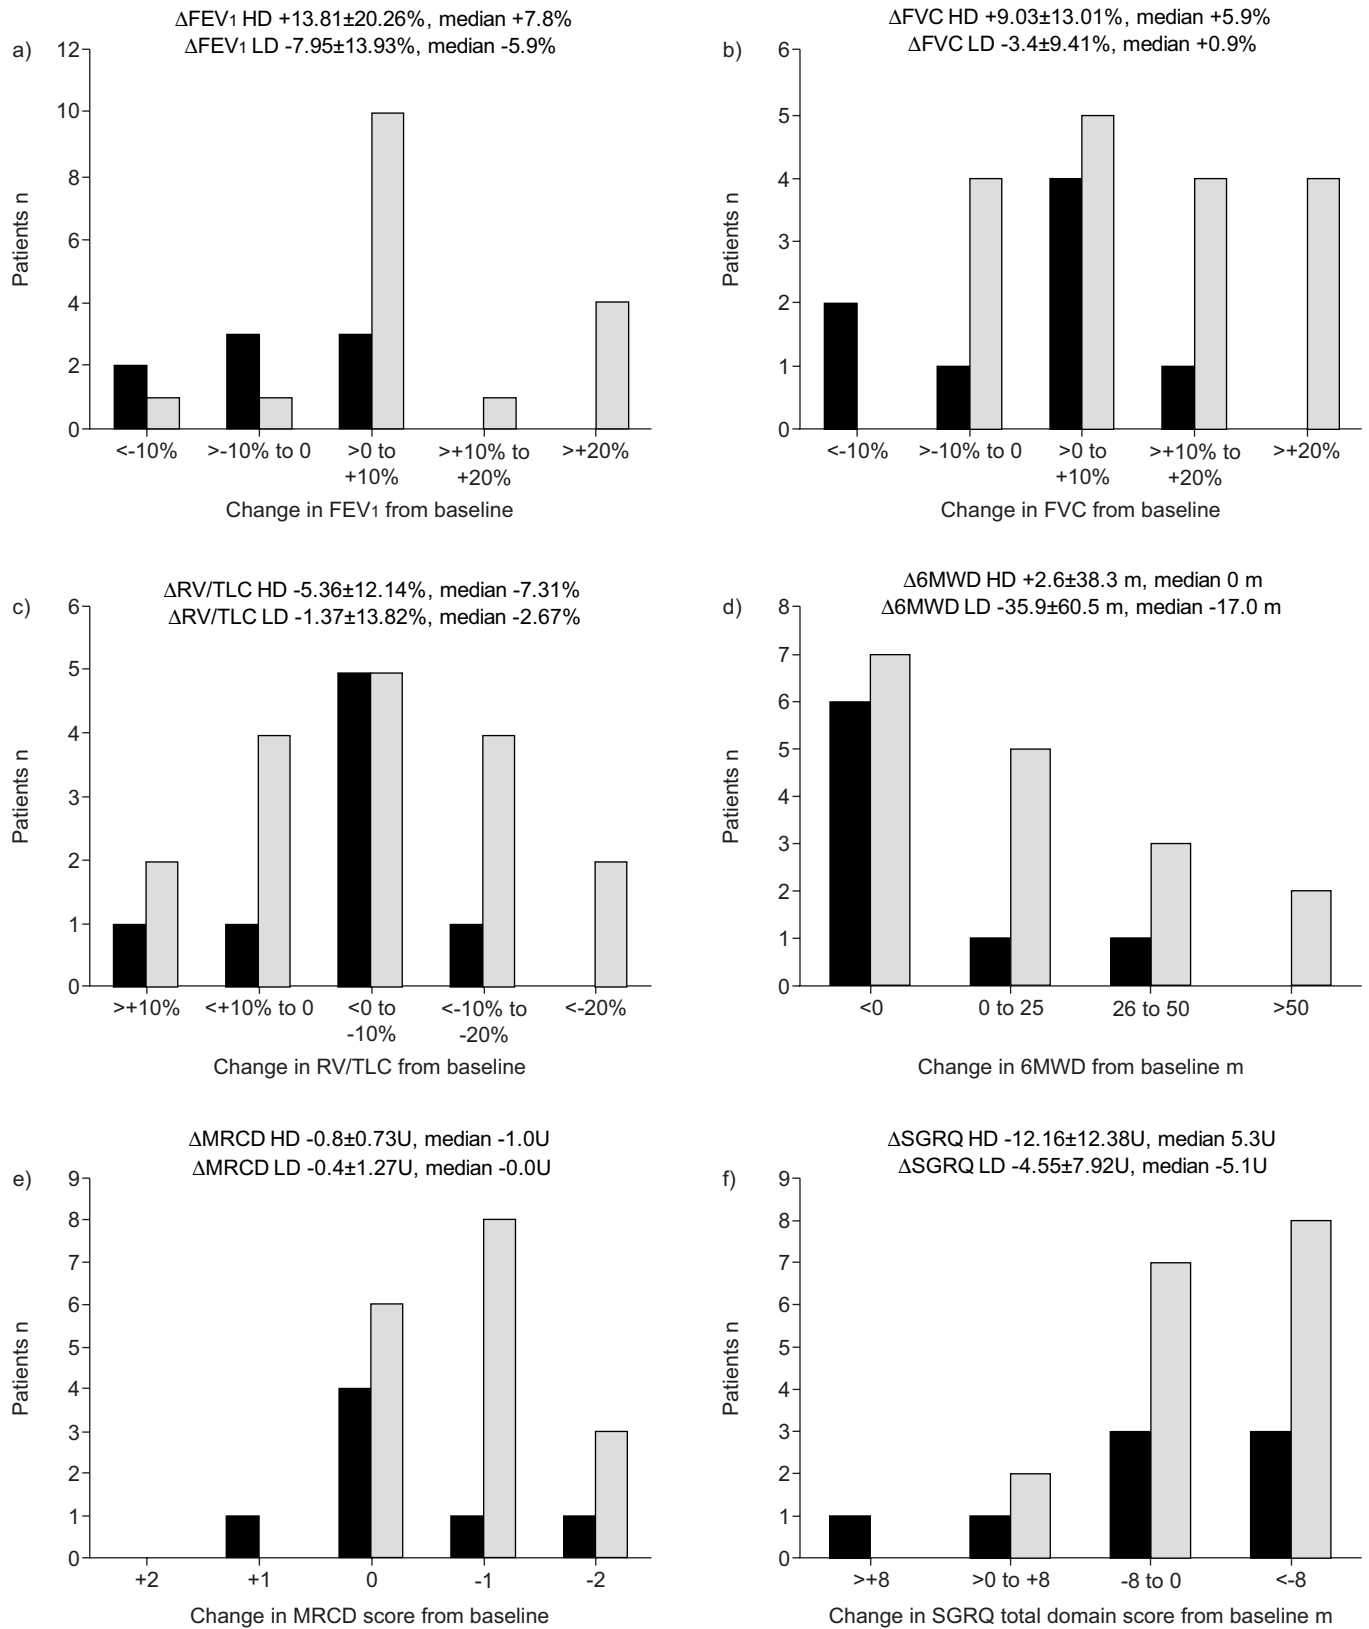 ΔFEV1 HD +13.81±20.26%, median +7.8%
ΔFEV1 LD -7.95±13.93%, median -5.9%
a)
12
10
8
6
4
2
0
Patients n
<-10%
>-10% to 0
>0 to
+10%
>+10% to
+20%
>+20%
Change in FEV1 from baseline
ΔFVC HD +9.03±13.01%, median +5.9%
ΔFVC LD -3.4±9.41%, median +0.9%
b)
6
5
4
3
2
1
0
Patients n
<-10%
>-10% to 0
>0 to
+10%
>+10% to
+20%
>+20%
Change in FVC from baseline
ΔRV/TLC HD -5.36±12.14%, median -7.31%
ΔRV/TLC LD -1.37±13.82%, median -2.67%
c)
6
5
4
3
2
1
0
Patients n
>+10%
<+10% to 0
<0 to
-10%
<-10% to
-20%
<-20%
Change in RV/TLC from baseline
Δ6MWD HD +2.6±38.3 m, median 0 m
Δ6MWD LD -35.9±60.5 m, median -17.0 m
d)
8
7
6
5
4
3
2
1
0
Patients n
<0
0 to 25
26 to 50
>50
Change in 6MWD from baseline m
ΔMRCD HD -0.8±0.73U, median -1.0U
ΔMRCD LD -0.4±1.27U, median -0.0U
e)
9
8
7
6
5
4
3
2
1
0
Patients n
+2
+1
0
-1
-2
Change in MRCD score from baseline
ΔSGRQ HD -12.16±12.38U, median 5.3U
ΔSGRQ LD -4.55±7.92U, median -5.1U
f)
9
8
7
6
5
4
3
2
1
0
Patients n
>+8
>0 to +8
-8 to 0
<-8
Change in SGRQ total domain score from baseline m